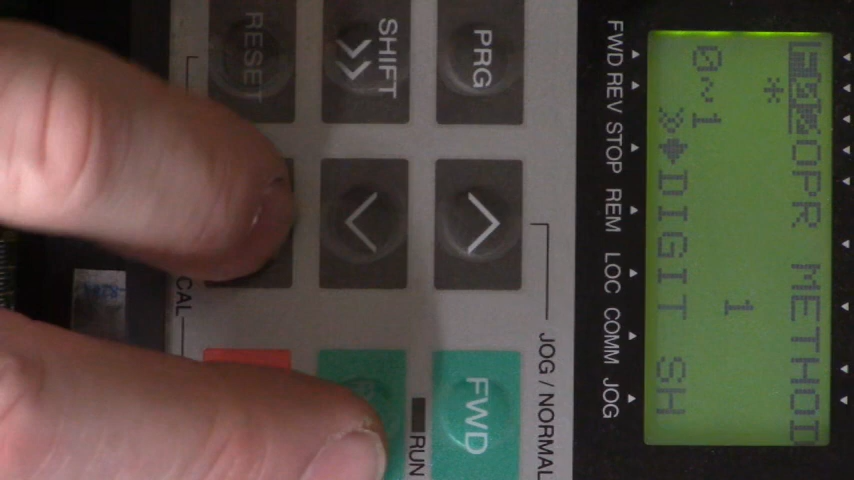 OPR METHOD
* 1
0~1
»◆DIGIT SH
FWD REV STOP REM LOC COMM JOG
JOG / NORMAL
PRG FWD
RUN
SHIFT
RESET
CAL